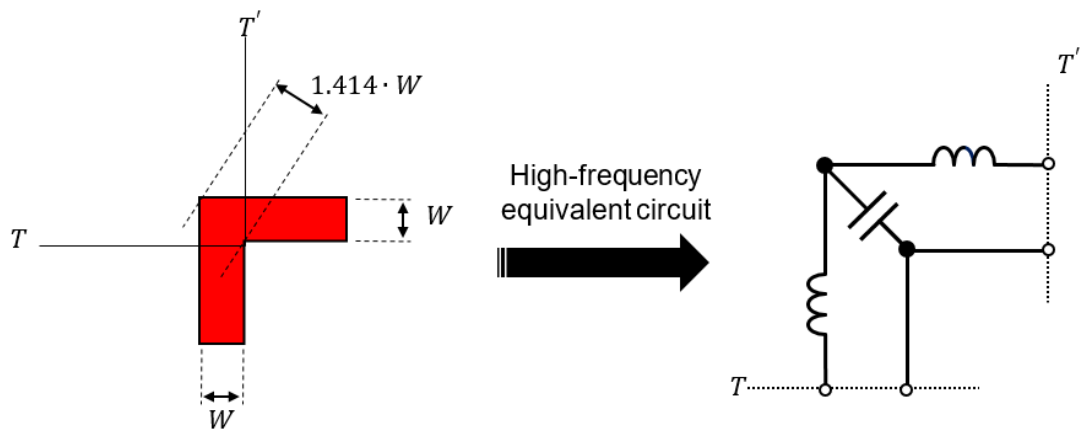 T′
1.414 · W
T′
W
High-frequency
equivalent circuit
T
T
W